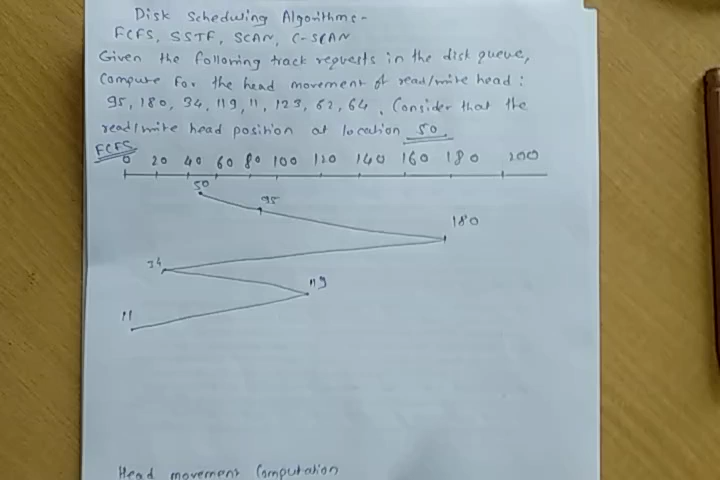 Disk Scheduling Algorithms-
FCFS, SSTF, SCAN, C-SCAN
Given the following track requests in the disk queue,
Compute for the head movement of read/write head :
95, 180, 34, 119, 11, 123, 62, 64. Consider that the
read/write head position at location 50.
FCFS
0 20 40 60 80 100 120 140 160 180 200
50
95
180
34
119
11
Head movement Computation